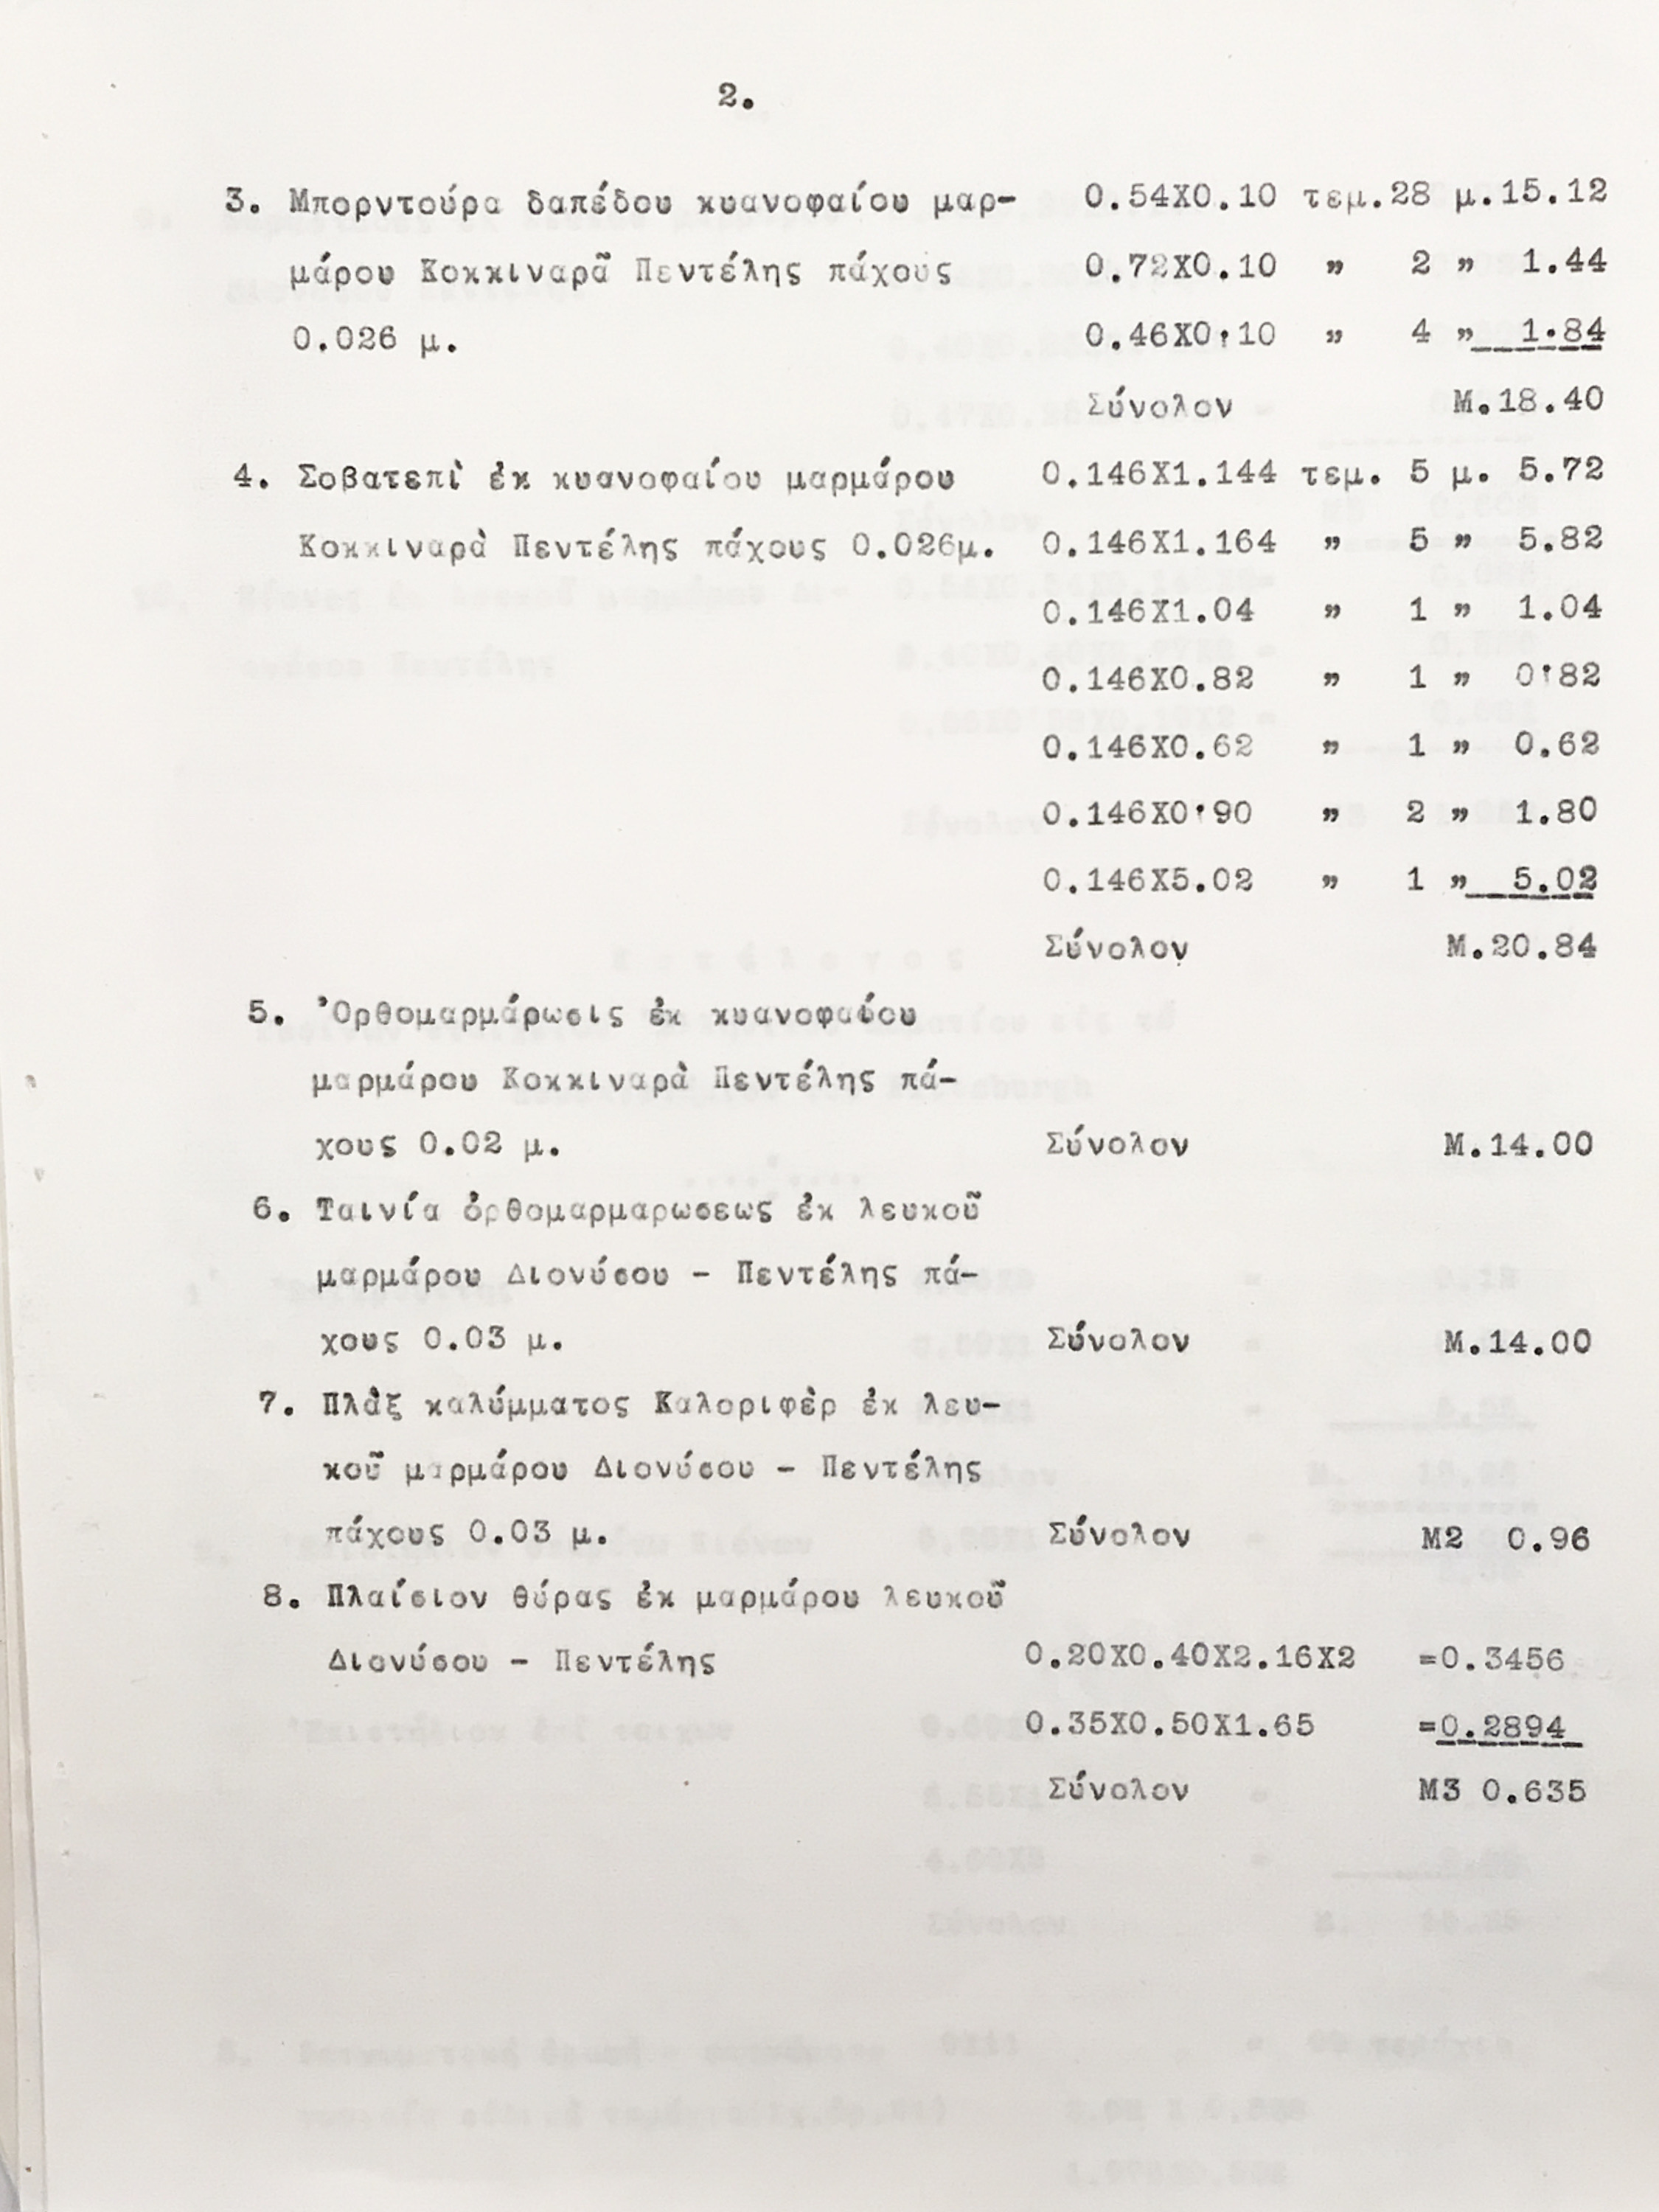 2.
3. Μπορντούρα δαπέδου κυανοφαίου μαρ- 0.54Χ0.10 τεμ.28 μ.15.12
μάρου Κοκκιναρᾶ Πεντέλης πάχους 0.72Χ0.10 " 2 " 1.44
0.026 μ. 0.46Χ0.10 " 4 " 1.84
Σύνολον Μ.18.40
4. Σοβατεπὶ ἐκ κυανοφαίου μαρμάρου 0.146Χ1.144 τεμ. 5 μ. 5.72
Κοκκιναρὰ Πεντέλης πάχους 0.026μ. 0.146Χ1.164 " 5 " 5.82
0.146Χ1.04 " 1 " 1.04
0.146Χ0.82 " 1 " 0'82
0.146Χ0.62 " 1 " 0.62
0.146Χ0'90 " 2 " 1.80
0.146Χ5.02 " 1 " 5.02
Σύνολον Μ.20.84
5. Ὀρθομαρμάρωσις ἐκ κυανοφαίου
μαρμάρου Κοκκιναρὰ Πεντέλης πά-
χους 0.02 μ. Σύνολον Μ.14.00
6. Ταινία ὀρθομαρμαρωσεως ἐκ λευκοῦ
μαρμάρου Διονύσου - Πεντέλης πά-
χους 0.03 μ. Σύνολον Μ.14.00
7. Πλὰξ καλύμματος Καλοριφὲρ ἐκ λευ-
κοῦ μαρμάρου Διονύσου - Πεντέλης
πάχους 0.03 μ. Σύνολον Μ2 0.96
8. Πλαίσιον θύρας ἐκ μαρμάρου λευκοῦ
Διονύσου - Πεντέλης 0.20Χ0.40Χ2.16Χ2 =0.3456
0.35Χ0.50Χ1.65 =0.2894
Σύνολον Μ3 0.635